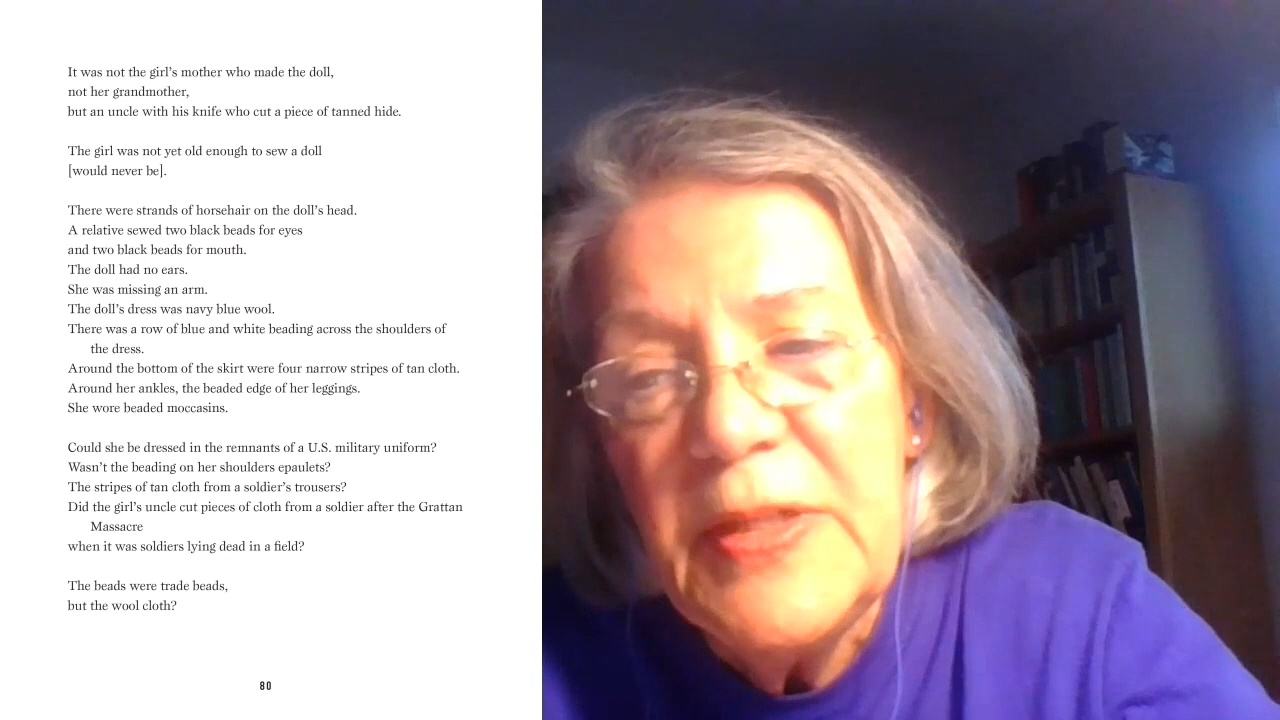 It was not the girl's mother who made the doll,
not her grandmother,
but an uncle with his knife who cut a piece of tanned hide.
The girl was not yet old enough to sew a doll
[would never be].
There were strands of horsehair on the doll's head.
A relative sewed two black beads for eyes
and two black beads for mouth.
The doll had no ears.
She was missing an arm.
The doll's dress was navy blue wool.
There was a row of blue and white beading across the shoulders of
the dress.
Around the bottom of the skirt were four narrow stripes of tan cloth.
Around her ankles, the beaded edge of her leggings.
She wore beaded moccasins.
Could she be dressed in the remnants of a U.S. military uniform?
Wasn't the beading on her shoulders epaulets?
The stripes of tan cloth from a soldier's trousers?
Did the girl's uncle cut pieces of cloth from a soldier after the Grattan
Massacre
when it was soldiers lying dead in a field?
The beads were trade beads,
but the wool cloth?
80